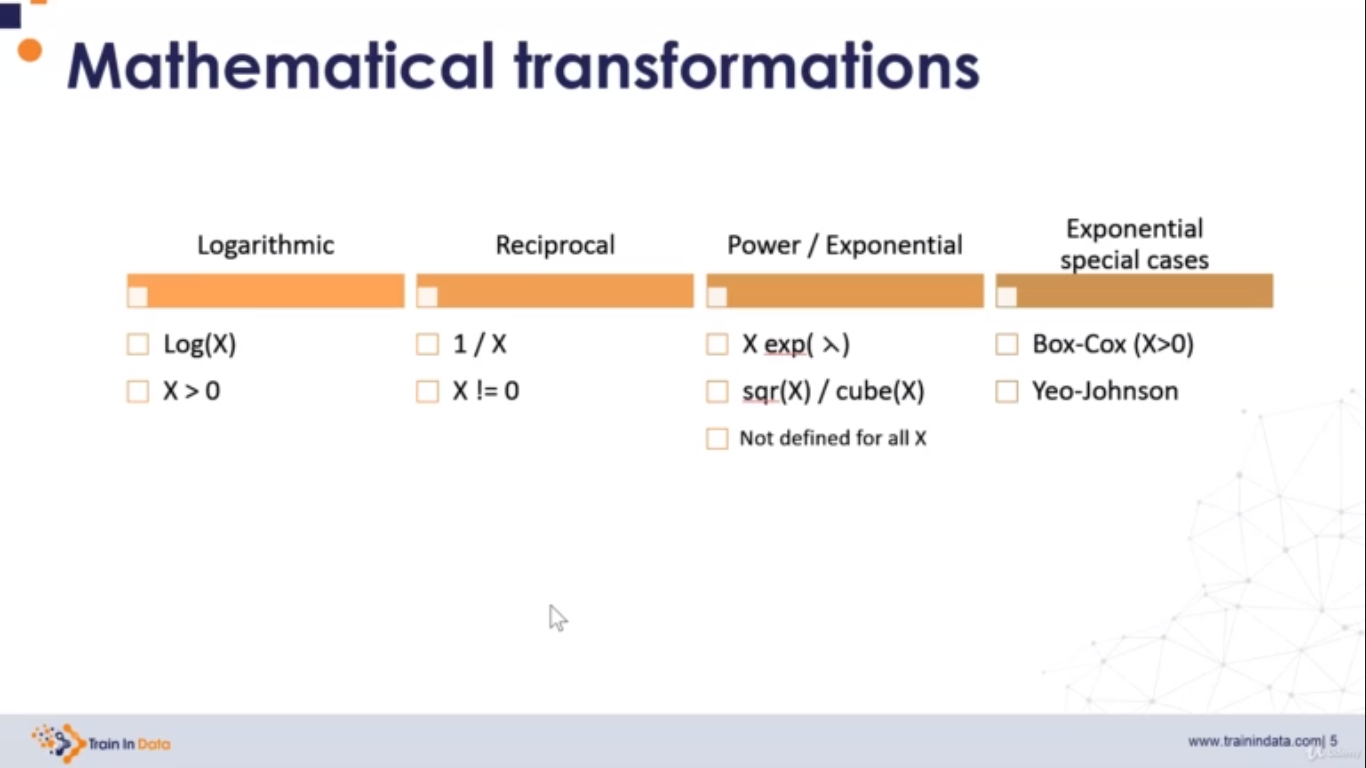 Mathematical transformations
Logarithmic
Log(X)
X > 0
Reciprocal
1 / X
X != 0
Power / Exponential
X exp( λ)
sqr(X) / cube(X)
Not defined for all X
Exponential
special cases
Box-Cox (X>0)
Yeo-Johnson
Train In Data
www.trainindata.com| 5
Udemy